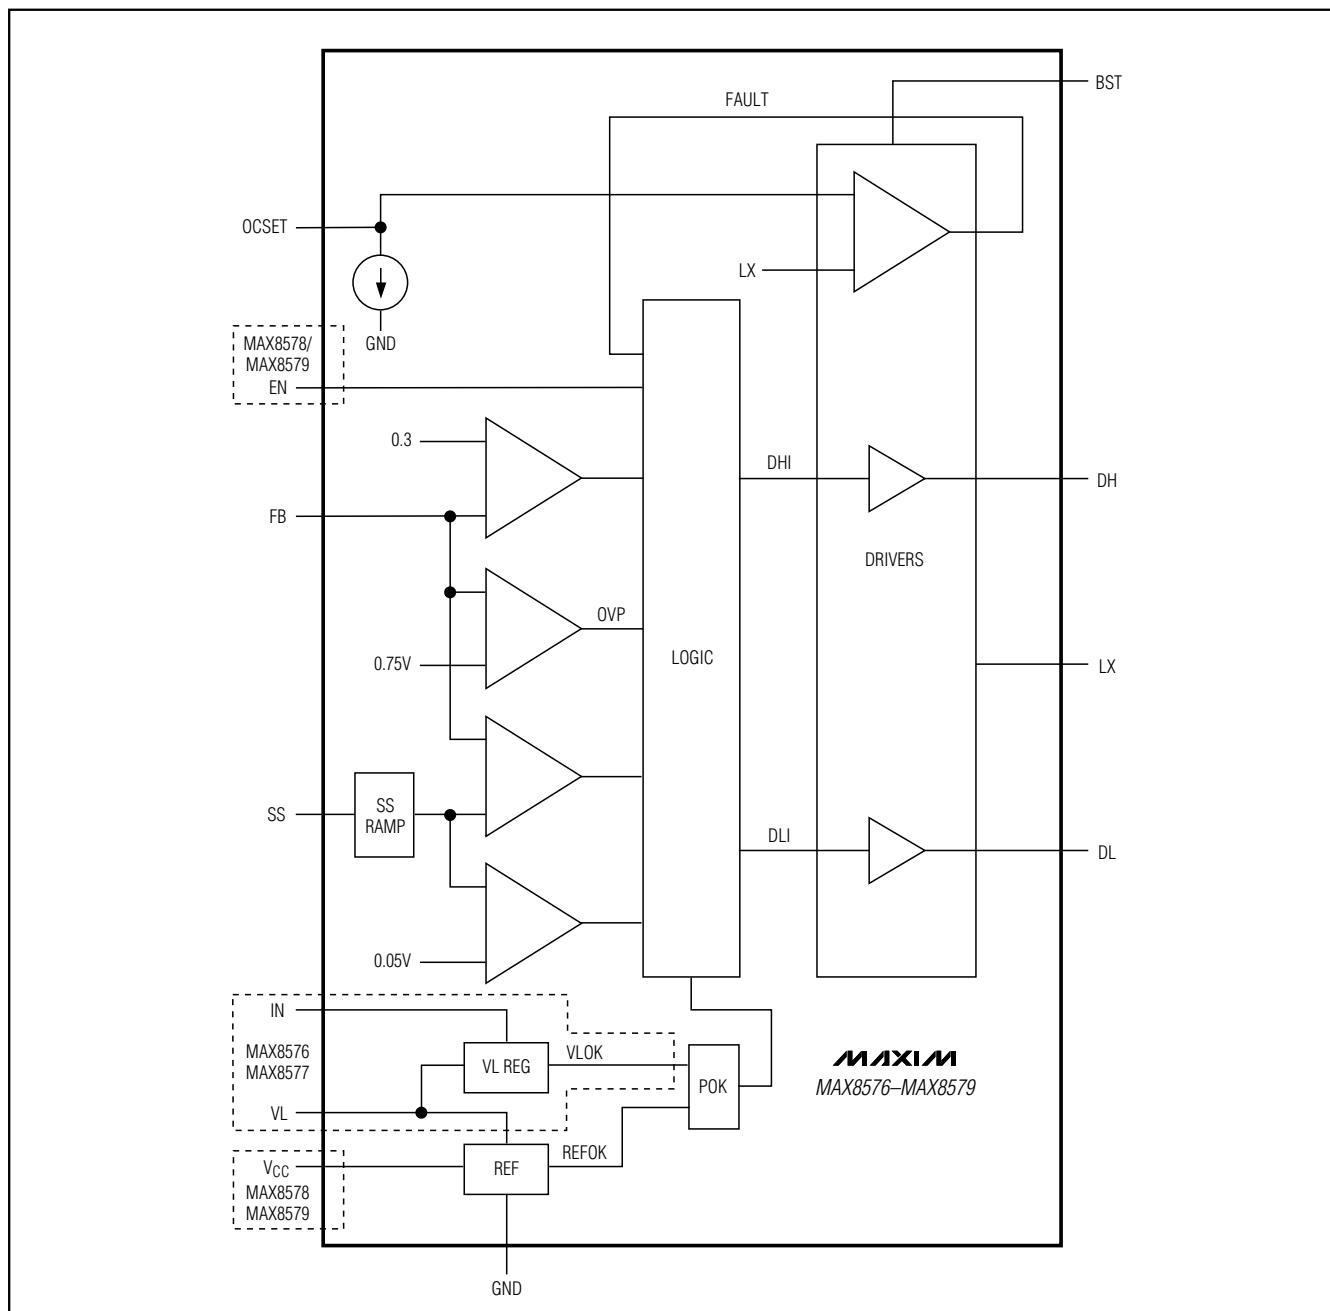 BST
FAULT
OCSET
LX
GND
MAX8578/
MAX8579
EN
0.3
DHI
DH
FB
DRIVERS
OVP
0.75V
LOGIC
LX
SS
SS
RAMP
DLI
DL
0.05V
IN
MAX8576
MAX8577
VL REG
VLOK
POK
MAXIM
MAX8576–MAX8579
VL
REF
REFOK
VCC
MAX8578
MAX8579
GND